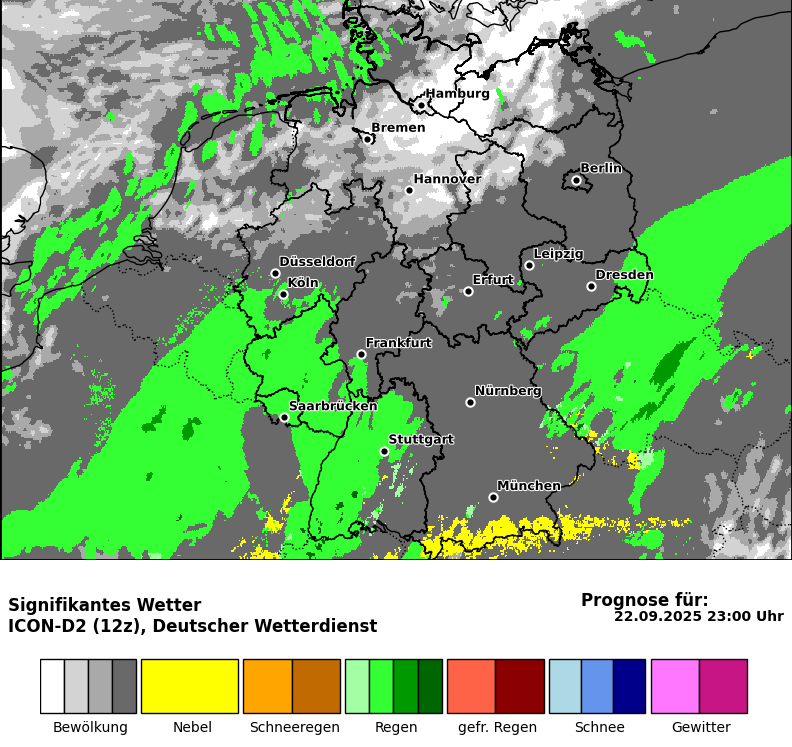 Hamburg
Bremen
Berlin
Hannover
Leipzig
Düsseldorf
Dresden
Köln
Erfurt
Frankfurt
Nürnberg
Saarbrücken
Stuttgart
München
Signifikantes Wetter
ICON-D2 (12z), Deutscher Wetterdienst
Prognose für:
22.09.2025 23:00 Uhr
Bewölkung Nebel Schneeregen Regen gefr. Regen Schnee Gewitter